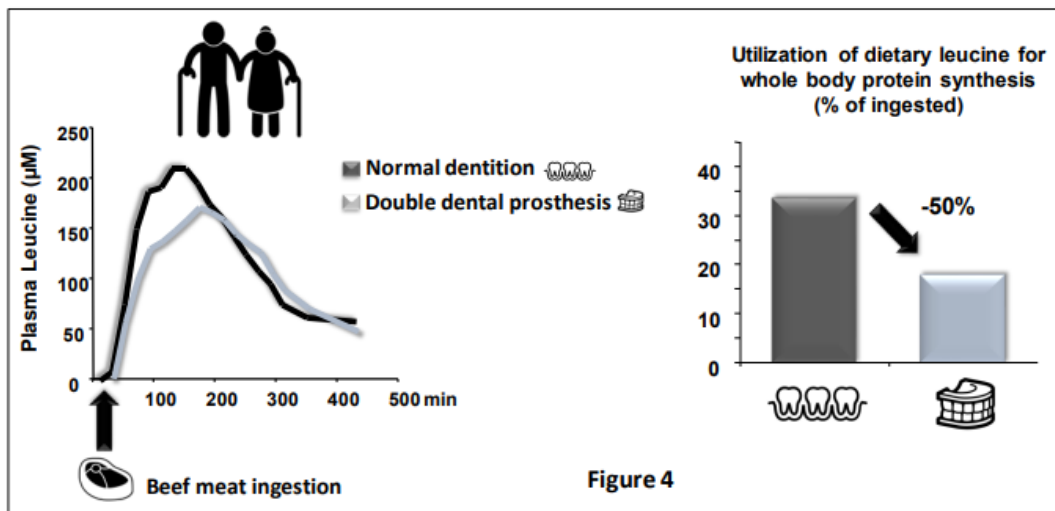 Utilization of dietary leucine for
whole body protein synthesis
(% of ingested)
Plasma Leucine (µM)
250
200
150
100
50
0
100
200
300
400
500 min
Normal dentition
Double dental prosthesis
40
30
20
10
0
-50%
Beef meat ingestion
Figure 4